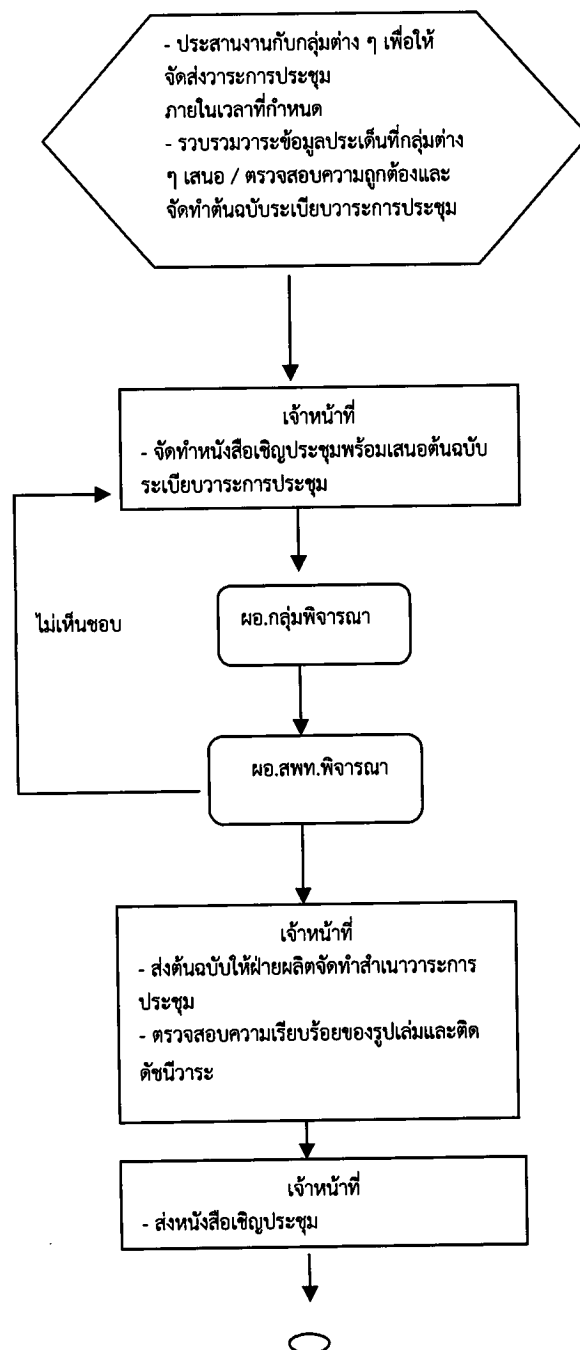 - ประสานงานกับกลุ่มต่าง ๆ เพื่อให้
จัดส่งวาระการประชุม
ภายในเวลาที่กำหนด
- รวบรวมวาระข้อมูลประเด็นที่กลุ่มต่าง
ๆ เสนอ / ตรวจสอบความถูกต้องและ
จัดทำต้นฉบับระเบียบวาระการประชุม
เจ้าหน้าที่
- จัดทำหนังสือเชิญประชุมพร้อมเสนอต้นฉบับ
ระเบียบวาระการประชุม
ไม่เห็นชอบ
ผอ.กลุ่มพิจารณา
ผอ.สพท.พิจารณา
เจ้าหน้าที่
- ส่งต้นฉบับให้ฝ่ายผลิตจัดทำสำเนาวาระการ
ประชุม
- ตรวจสอบความเรียบร้อยของรูปเล่มและติด
ดัชนีวาระ
เจ้าหน้าที่
- ส่งหนังสือเชิญประชุม